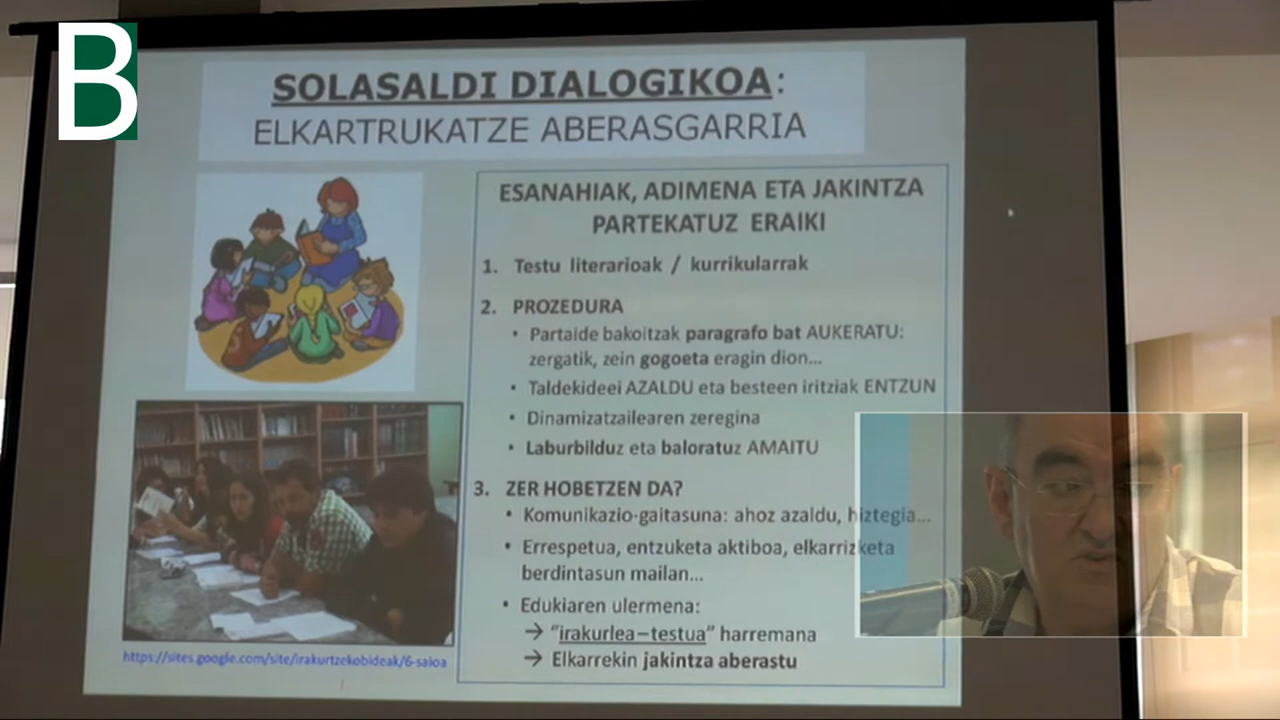 B
SOLASALDI DIALOGIKOA:
ELKARTRUKATZE ABERASGARRIA
ESANAHIAK, ADIMENA ETA JAKINTZA
PARTEKATUZ ERAIKI
1. Testu literarioak / kurrikularrak
2. PROZEDURA
• Partaide bakoitzak paragrafo bat AUKERATU:
zergatik, zein gogoeta eragin dion...
• Taldekideei AZALDU eta besteen iritziak ENTZUN
• Dinamizatzailearen zeregina
• Laburbilduz eta baloratuz AMAITU
3. ZER HOBETZEN DA?
• Komunikazio-gaitasuna: ahoz azaldu, hiztegia...
• Errespetua, entzuketa aktiboa, elkarrizketa
berdintasun mailan...
• Edukiaren ulermena:
→ "irakurlea–testua" harremana
→ Elkarrekin jakintza aberastu
https://sites.google.com/site/irakurtzekobideak/6-saioa